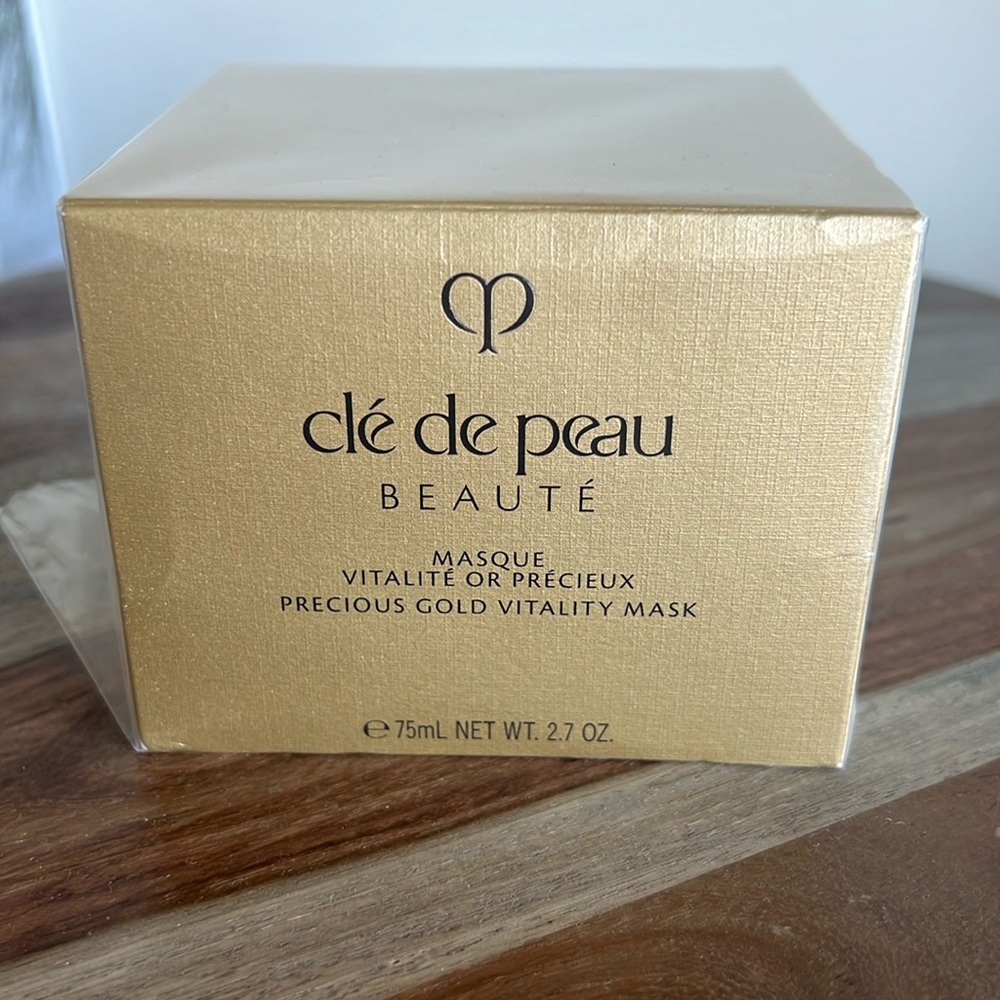 clé de peau
BEAUTÉ
MASQUE
VITALITÉ OR PRÉCIEUX
PRECIOUS GOLD VITALITY MASK
℮ 75mL NET WT. 2.7 OZ.